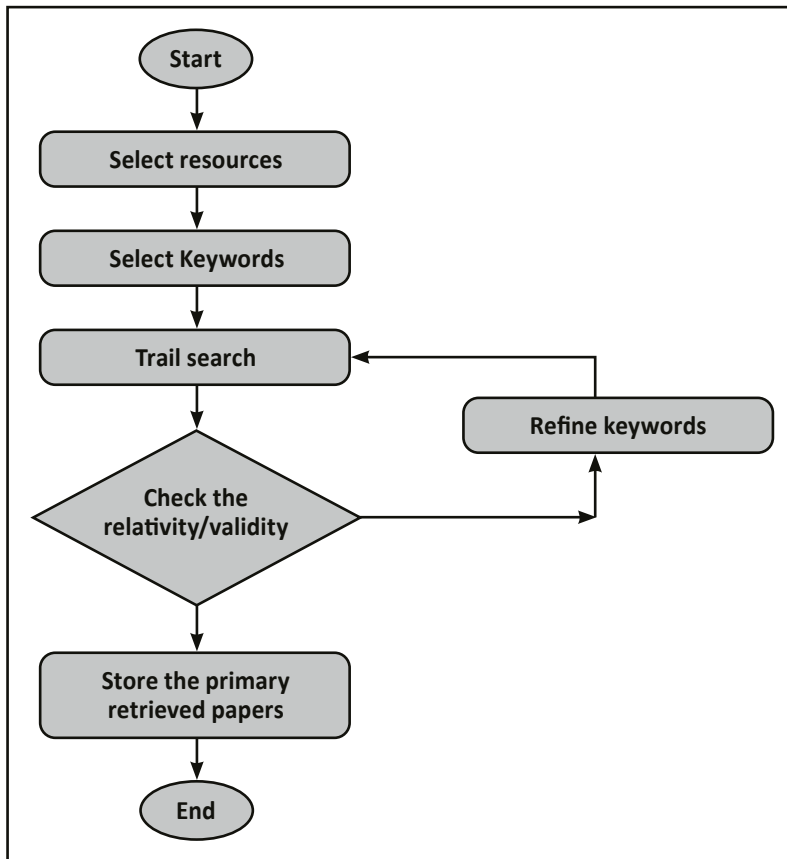 Start
Select resources
Select Keywords
Trail search
Refine keywords
Check the
relativity/validity
Store the primary
retrieved papers
End